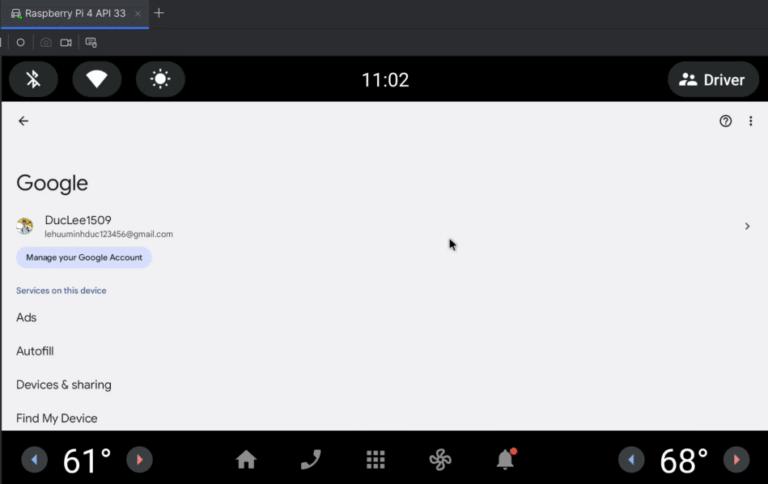 Raspberry Pi 4 API 33
11:02
Driver
Google
DucLee1509
lehuuminhduc123456@gmail.com
Manage your Google Account
Services on this device
Ads
Autofill
Devices & sharing
Find My Device
61°
68°